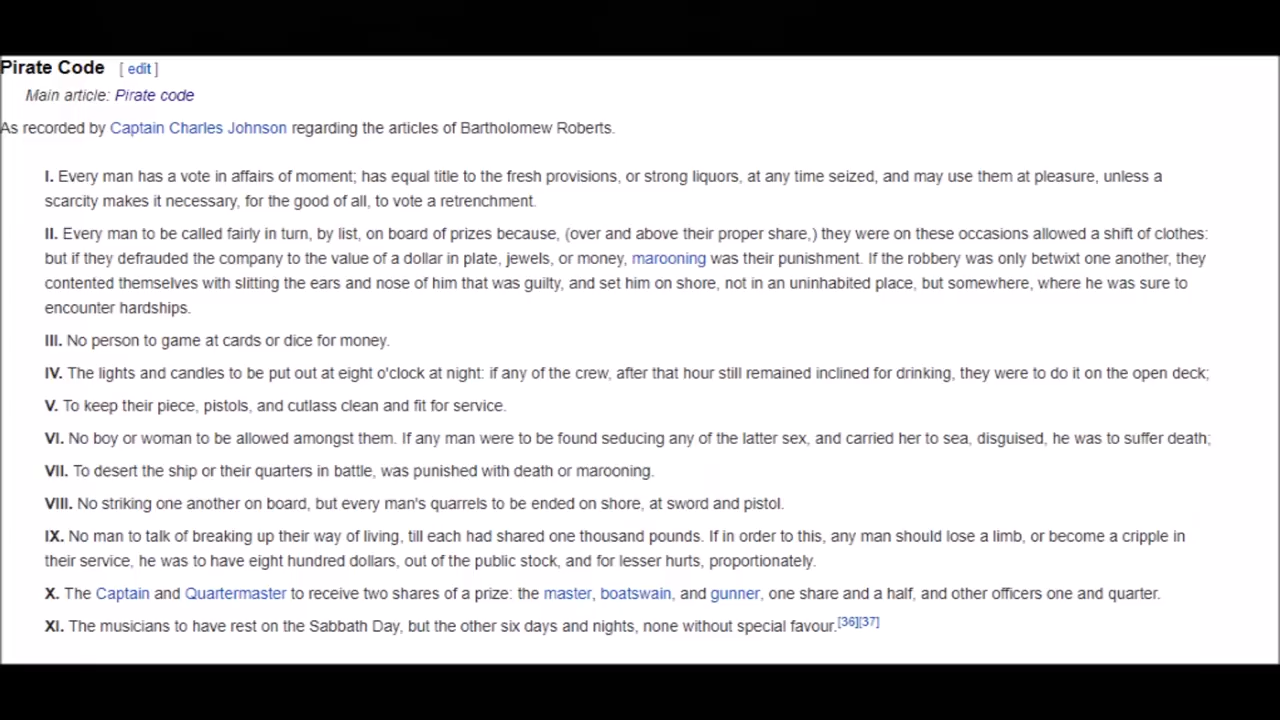 Pirate Code [ edit ]
Main article: Pirate code
As recorded by Captain Charles Johnson regarding the articles of Bartholomew Roberts.
I. Every man has a vote in affairs of moment; has equal title to the fresh provisions, or strong liquors, at any time seized, and may use them at pleasure, unless a
scarcity makes it necessary, for the good of all, to vote a retrenchment.
II. Every man to be called fairly in turn, by list, on board of prizes because, (over and above their proper share,) they were on these occasions allowed a shift of clothes:
but if they defrauded the company to the value of a dollar in plate, jewels, or money, marooning was their punishment. If the robbery was only betwixt one another, they
contented themselves with slitting the ears and nose of him that was guilty, and set him on shore, not in an uninhabited place, but somewhere, where he was sure to
encounter hardships.
III. No person to game at cards or dice for money.
IV. The lights and candles to be put out at eight o'clock at night: if any of the crew, after that hour still remained inclined for drinking, they were to do it on the open deck;
V. To keep their piece, pistols, and cutlass clean and fit for service.
VI. No boy or woman to be allowed amongst them. If any man were to be found seducing any of the latter sex, and carried her to sea, disguised, he was to suffer death;
VII. To desert the ship or their quarters in battle, was punished with death or marooning.
VIII. No striking one another on board, but every man's quarrels to be ended on shore, at sword and pistol.
IX. No man to talk of breaking up their way of living, till each had shared one thousand pounds. If in order to this, any man should lose a limb, or become a cripple in
their service, he was to have eight hundred dollars, out of the public stock, and for lesser hurts, proportionately.
X. The Captain and Quartermaster to receive two shares of a prize: the master, boatswain, and gunner, one share and a half, and other officers one and quarter.
XI. The musicians to have rest on the Sabbath Day, but the other six days and nights, none without special favour.[36][37]